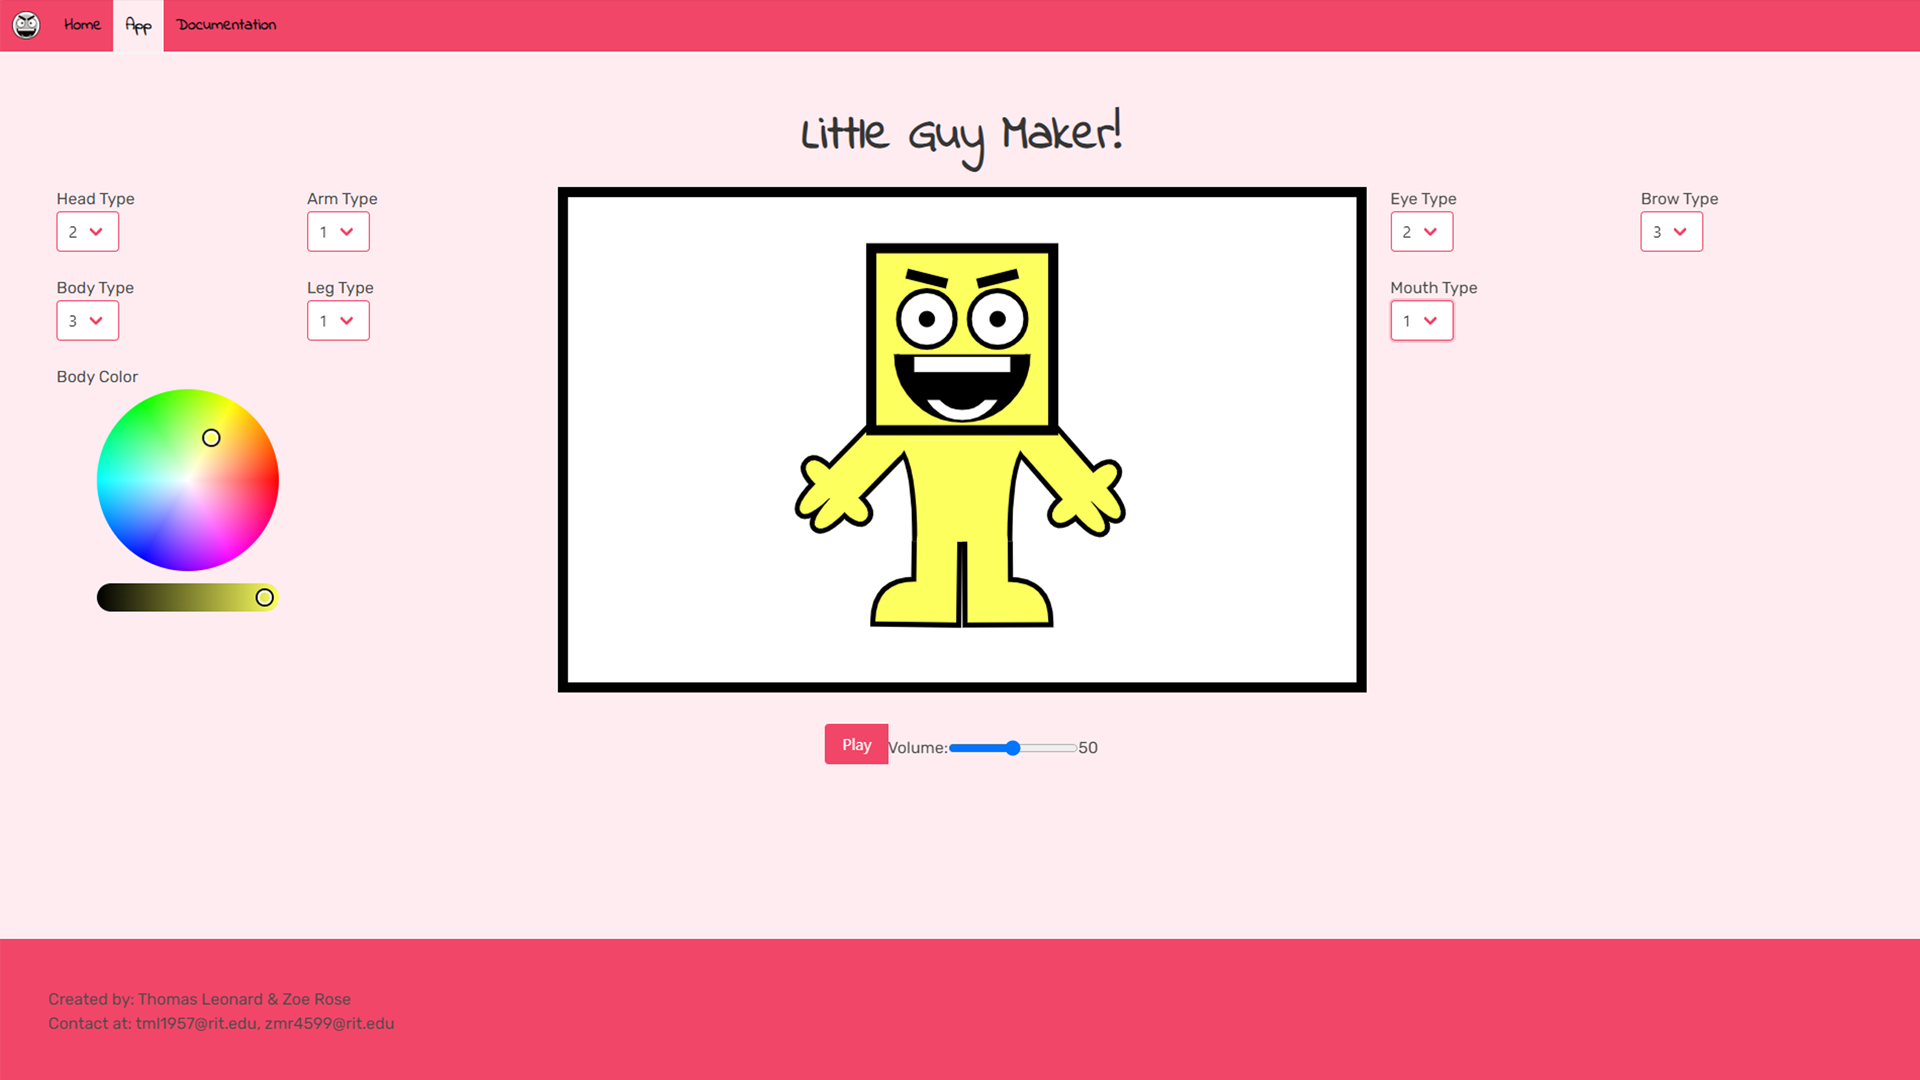 Home App Documentation
Little Guy Maker!
Head Type
2
Arm Type
1
Body Type
3
Leg Type
1
Body Color
Eye Type
2
Brow Type
3
Mouth Type
1
Play Volume: 50
Created by: Thomas Leonard & Zoe Rose
Contact at: tml1957@rit.edu, zmr4599@rit.edu